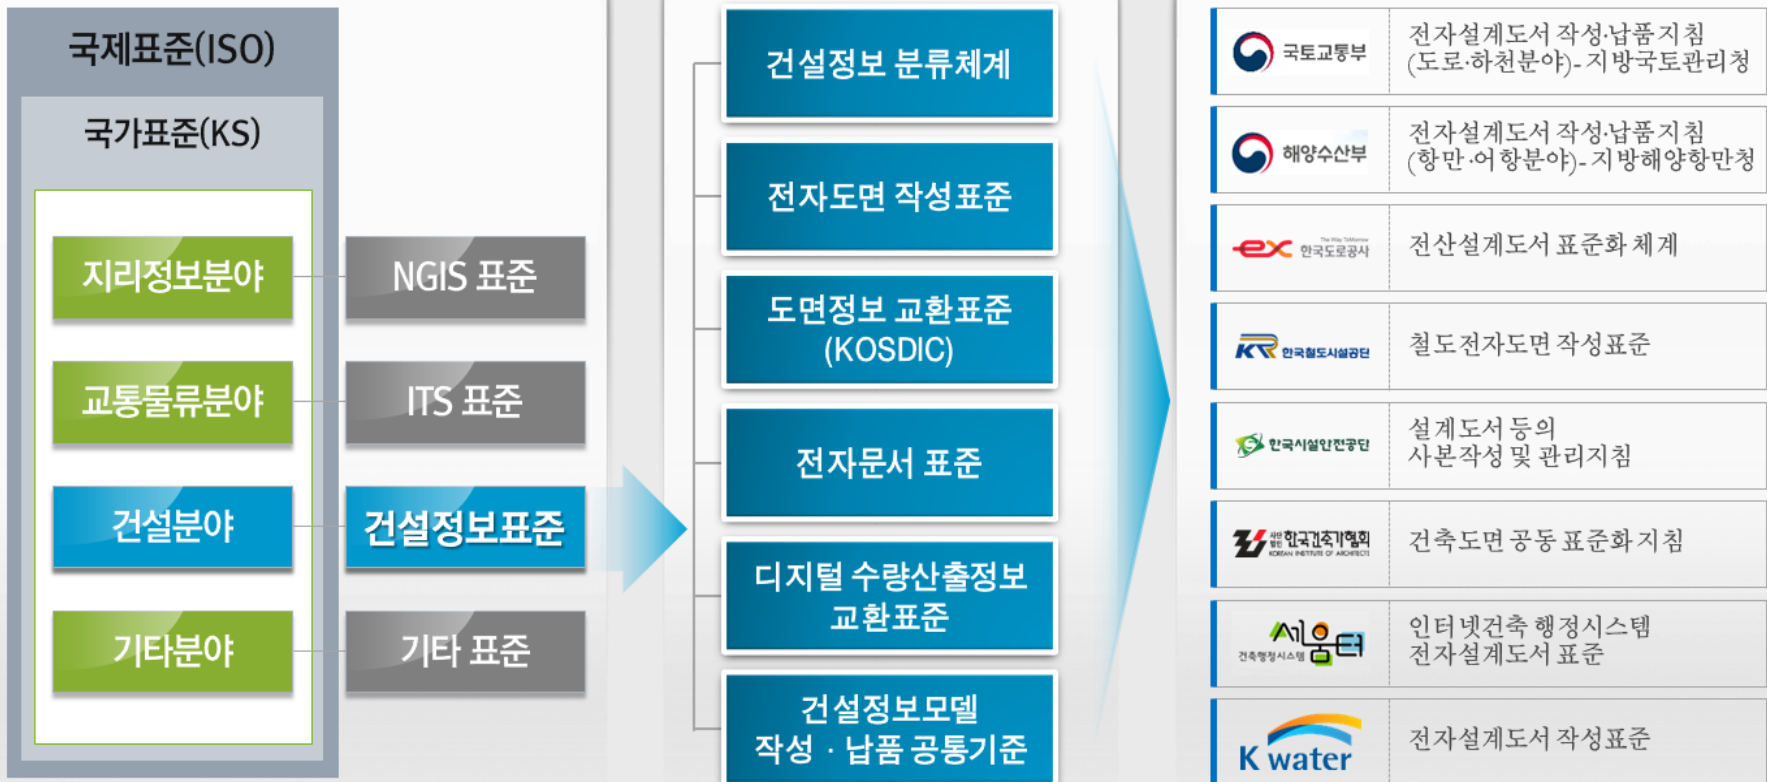 국제표준(ISO)
국가표준(KS)
지리정보분야
NGIS 표준
교통물류분야
ITS 표준
건설분야
건설정보표준
기타분야
기타 표준
건설정보 분류체계
전자도면 작성표준
도면정보 교환표준
(KOSDIC)
전자문서 표준
디지털 수량산출정보
교환표준
건설정보모델
작성 · 납품 공통기준
국토교통부
전자설계도서 작성·납품 지침
(도로·하천분야)- 지방국토관리청
해양수산부
전자설계도서 작성·납품 지침
(항만·어항분야)- 지방해양항만청
The Way ToMorrow
ex 한국도로공사
전산설계도서 표준화 체계
KR 한국철도시설공단
철도전자도면 작성표준
한국시설안전공단
설계도서 등의
사본작성 및 관리지침
사단법인 한국건축가협회
KOREAN INSTITUTE OF ARCHITECTS
건축도면 공동 표준화 지침
건축행정시스템 세움터
인터넷건축 행정시스템
전자설계도서 표준
K water
전자설계도서 작성표준